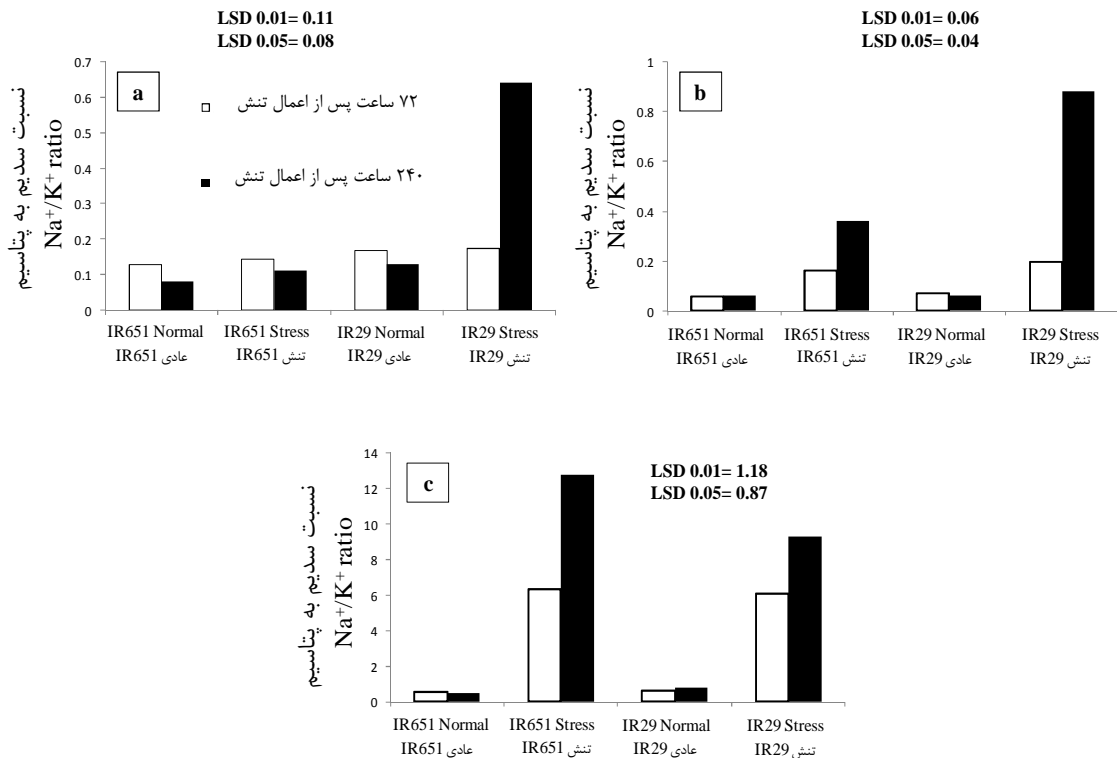 LSD 0.01= 0.11
LSD 0.05= 0.08
a
نسبت سدیم به پتاسیم
Na⁺/K⁺ ratio
0.7
0.6
0.5
0.4
0.3
0.2
0.1
0
۷۲ ساعت پس از اعمال تنش
۲۴۰ ساعت پس از اعمال تنش
IR651 Normal IR651 Stress IR29 Normal IR29 Stress
عادی IR651 تنش IR651 عادی IR29 تنش IR29
LSD 0.01= 0.06
LSD 0.05= 0.04
b
نسبت سدیم به پتاسیم
Na⁺/K⁺ ratio
1
0.8
0.6
0.4
0.2
0
IR651 Normal IR651 Stress IR29 Normal IR29 Stress
عادی IR651 تنش IR651 عادی IR29 تنش IR29
c
LSD 0.01= 1.18
LSD 0.05= 0.87
نسبت سدیم به پتاسیم
Na⁺/K⁺ ratio
14
12
10
8
6
4
2
0
IR651 Normal IR651 Stress IR29 Normal IR29 Stress
عادی IR651 تنش IR651 عادی IR29 تنش IR29